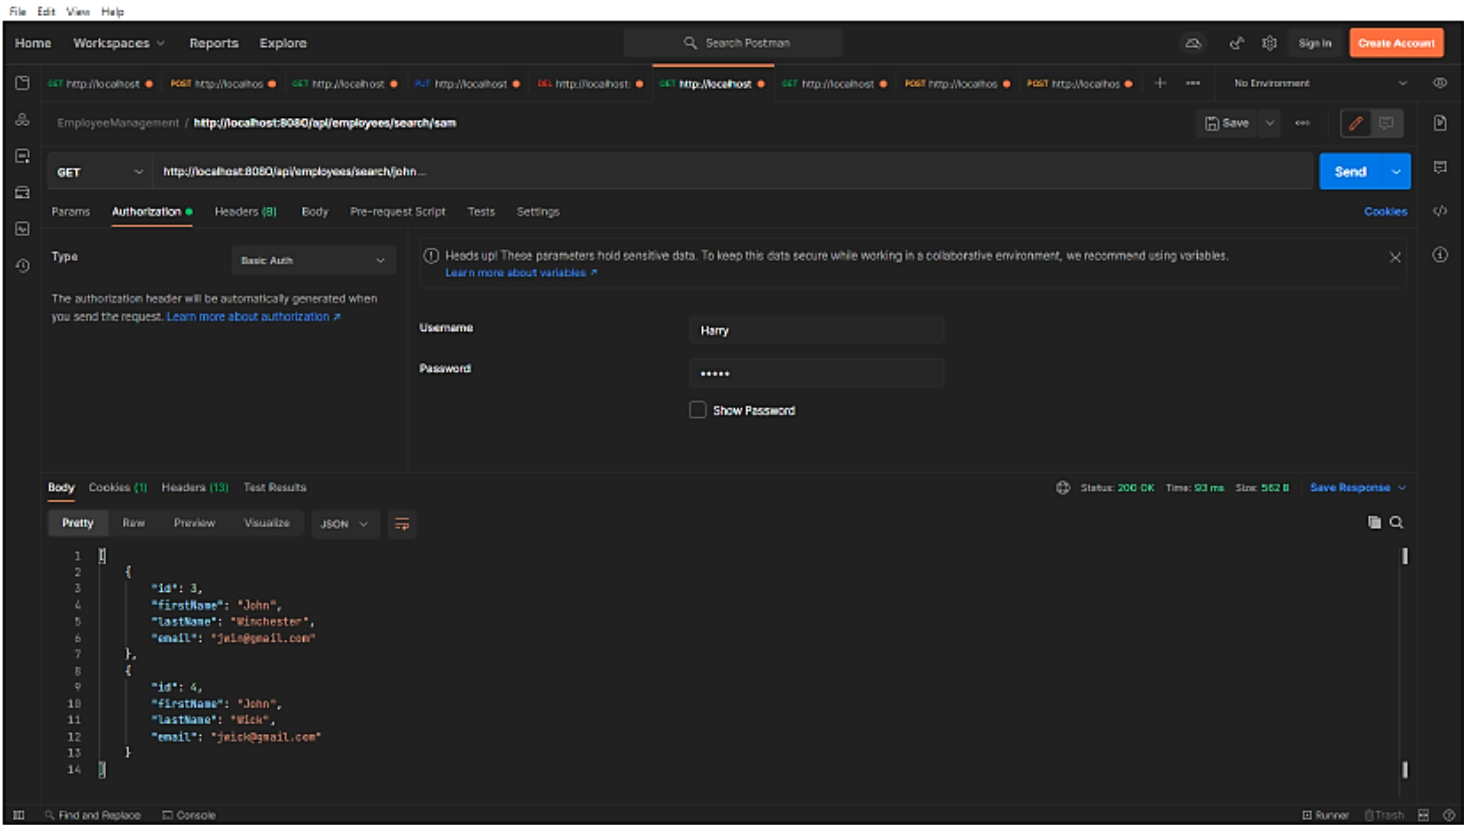 File Edit View Help
Home Workspaces Reports Explore Search Postman Sign In Create Account
GET http://localhost POST http://localhos GET http://localhost PUT http://localhost DEL http://localhost: GET http://localhost GET http://localhost POST http://localhos POST http://localhos + No Environment
EmployeeManagement / http://localhost:8080/api/employees/search/sam Save
GET http://localhost:8080/api/employees/search/john... Send
Params Authorization Headers (8) Body Pre-request Script Tests Settings Cookies
Type Basic Auth
Heads up! These parameters hold sensitive data. To keep this data secure while working in a collaborative environment, we recommend using variables.
Learn more about variables ↗
The authorization header will be automatically generated when
you send the request. Learn more about authorization ↗
Username Harry
Password •••••
Show Password
Body Cookies (1) Headers (13) Test Results Status: 200 OK Time: 93 ms Size: 562 B Save Response
Pretty Raw Preview Visualize JSON
1 [
2 {
3 "id": 3,
4 "firstName": "John",
5 "lastName": "Winchester",
6 "email": "jwin@gmail.com"
7 },
8 {
9 "id": 4,
10 "firstName": "John",
11 "lastName": "Wick",
12 "email": "jwick@gmail.com"
13 }
14 ]
Find and Replace Console Runner Trash